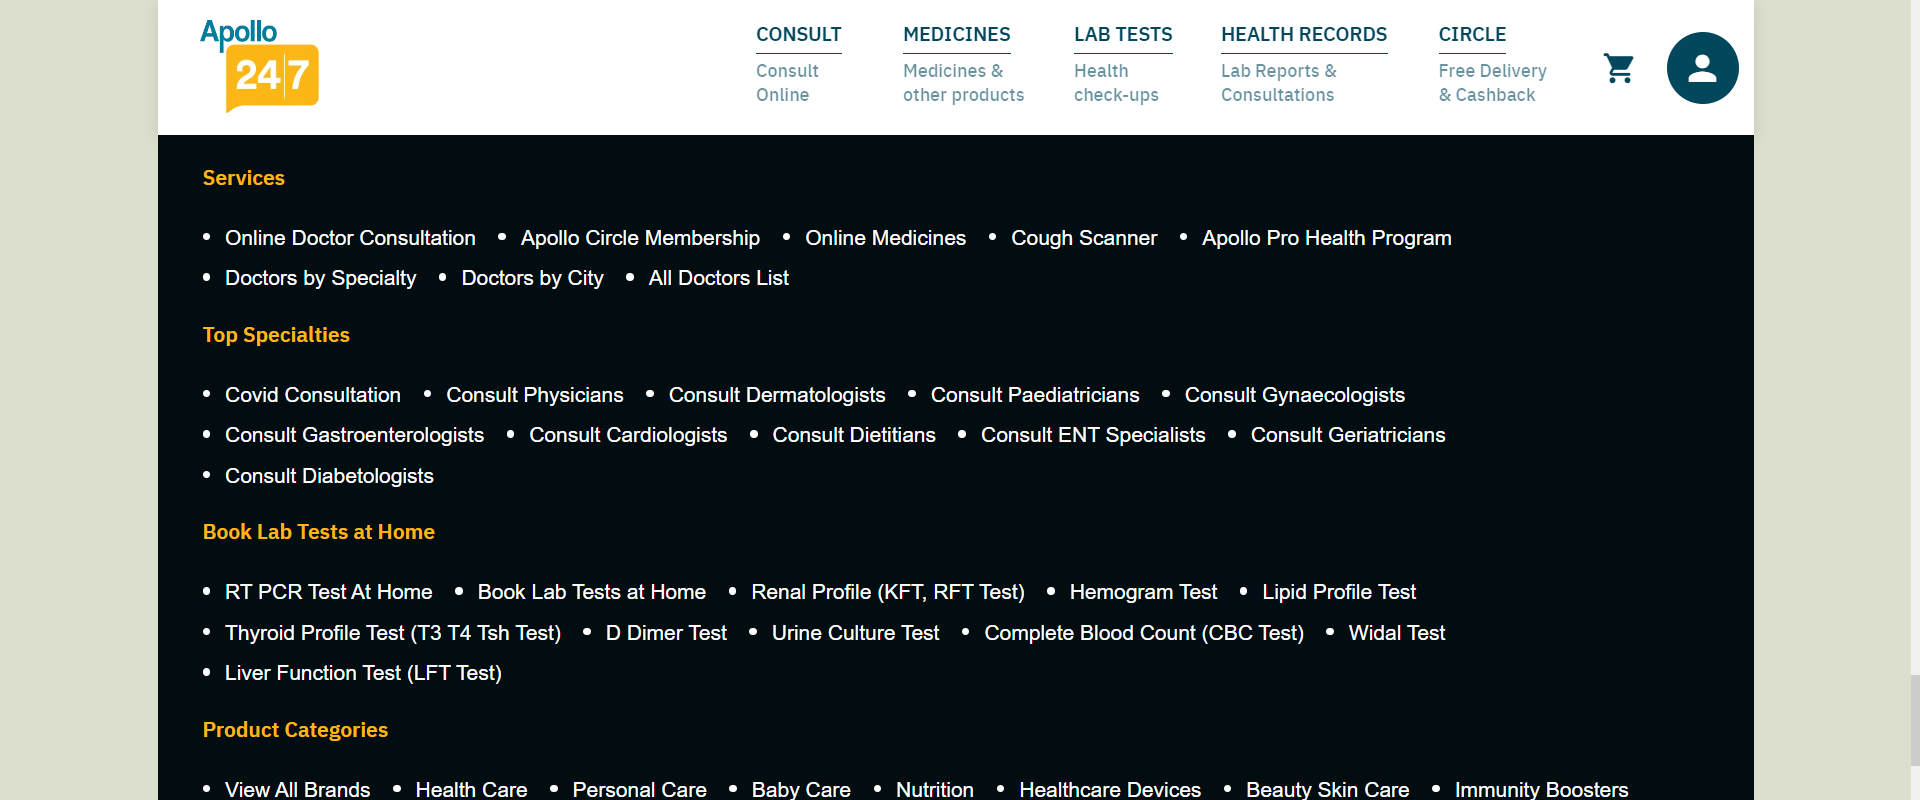 Apollo
24|7
CONSULT MEDICINES LAB TESTS HEALTH RECORDS CIRCLE
Consult Medicines & Health Lab Reports & Free Delivery
Online other products check-ups Consultations & Cashback
Services
• Online Doctor Consultation • Apollo Circle Membership • Online Medicines • Cough Scanner • Apollo Pro Health Program
• Doctors by Specialty • Doctors by City • All Doctors List
Top Specialties
• Covid Consultation • Consult Physicians • Consult Dermatologists • Consult Paediatricians • Consult Gynaecologists
• Consult Gastroenterologists • Consult Cardiologists • Consult Dietitians • Consult ENT Specialists • Consult Geriatricians
• Consult Diabetologists
Book Lab Tests at Home
• RT PCR Test At Home • Book Lab Tests at Home • Renal Profile (KFT, RFT Test) • Hemogram Test • Lipid Profile Test
• Thyroid Profile Test (T3 T4 Tsh Test) • D Dimer Test • Urine Culture Test • Complete Blood Count (CBC Test) • Widal Test
• Liver Function Test (LFT Test)
Product Categories
• View All Brands • Health Care • Personal Care • Baby Care • Nutrition • Healthcare Devices • Beauty Skin Care • Immunity Boosters